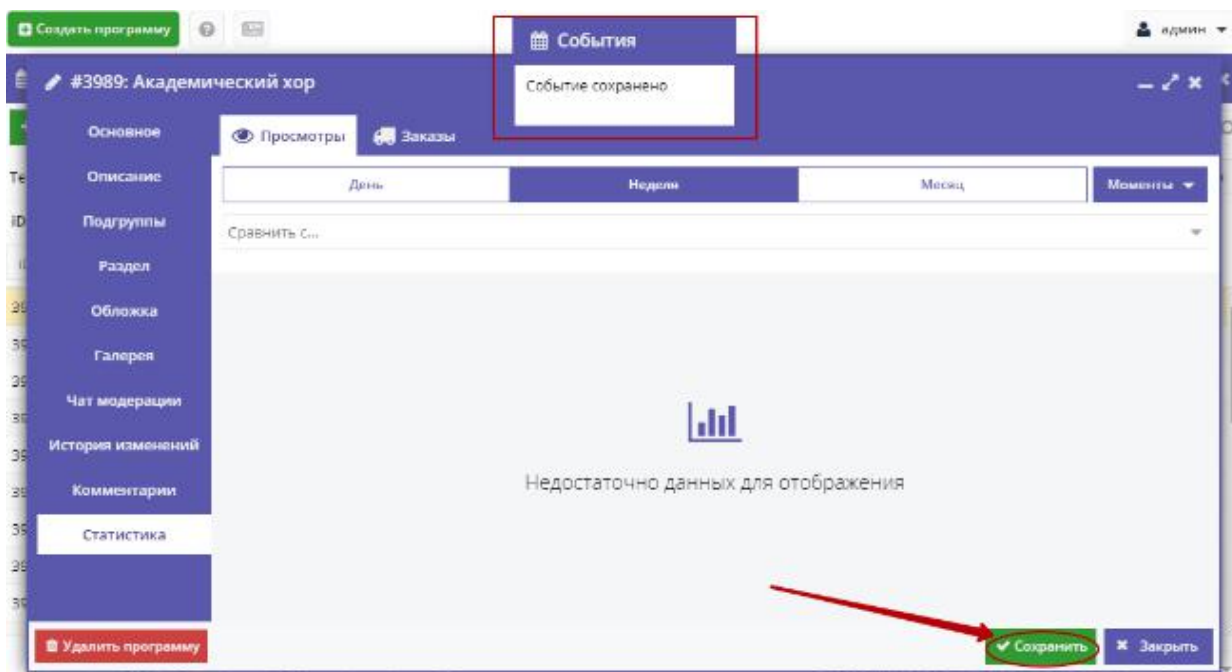 Создать программу
админ
События
Событие сохранено
#3989: Академический хор
Основное
Просмотры
Заказы
Описание
День
Неделя
Месяц
Моменты
Подгруппы
Сравнить с...
Раздел
Обложка
Галерея
Чат модерации
История изменений
Комментарии
Статистика
Недостаточно данных для отображения
Удалить программу
Сохранить
Закрыть